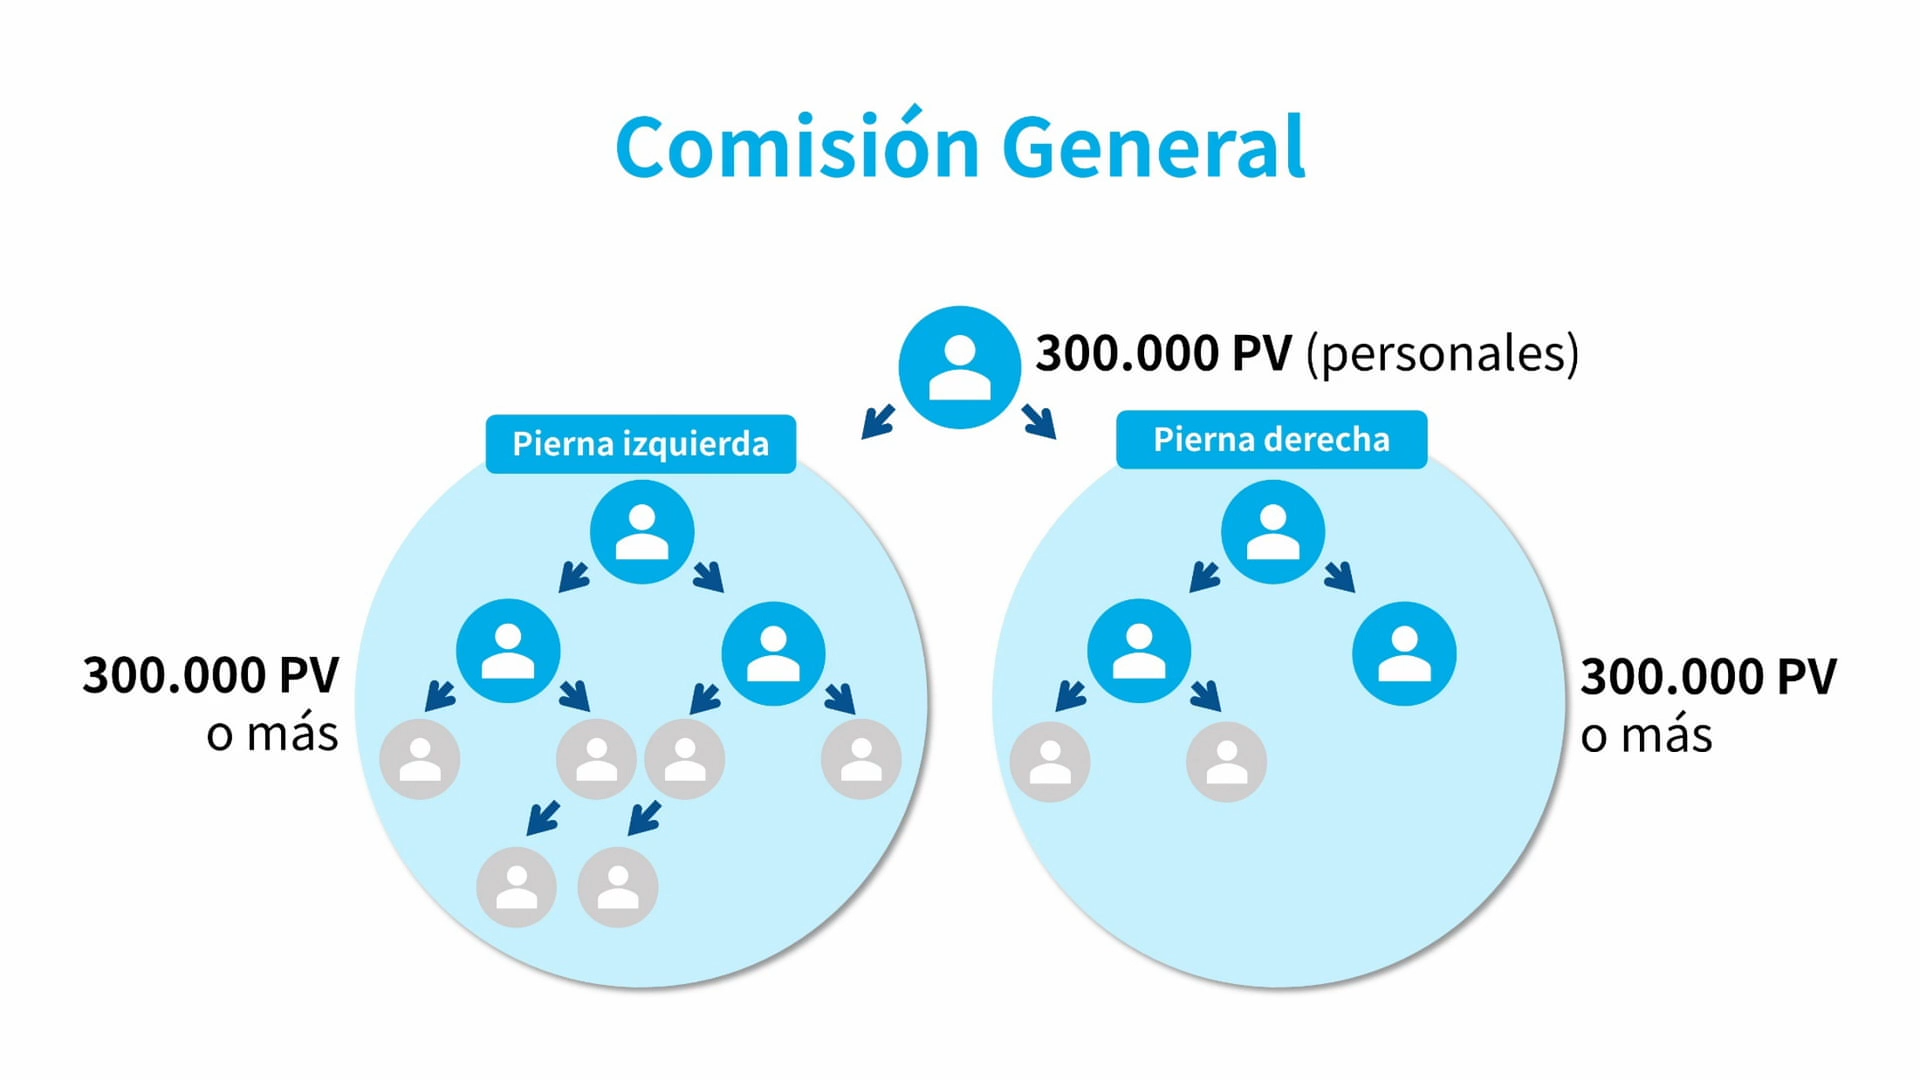 Comisión General
300.000 PV (personales)
Pierna izquierda
Pierna derecha
300.000 PV
o más
300.000 PV
o más